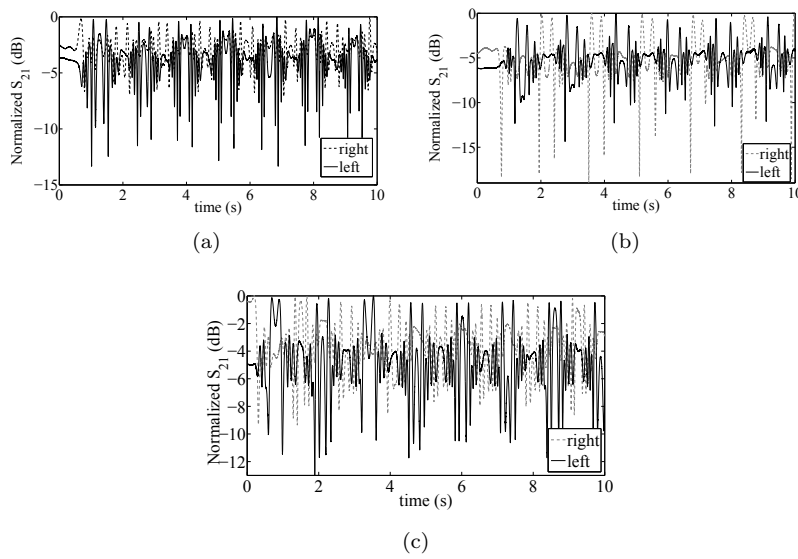 0
−5
−10
−15
0 2 4 6 8 10
Normalized S21 (dB)
time (s)
right
left
(a)
0
−5
−10
−15
0 2 4 6 8 10
Normalized S21 (dB)
time (s)
right
left
(b)
0
−2
−4
−6
−8
−10
12
0 2 4 6 8 10
Normalized S21 (dB)
time (s)
right
left
(c)